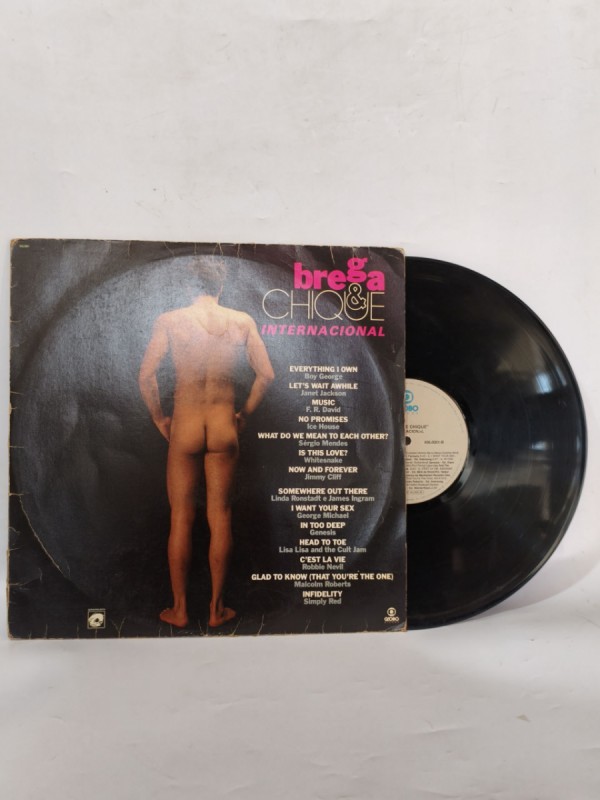 brega
&
CHIQUE
INTERNACIONAL
EVERYTHING I OWN
Boy George
LET'S WAIT AWHILE
Janet Jackson
MUSIC
F. R. David
NO PROMISES
Ice House
WHAT DO WE MEAN TO EACH OTHER?
Sérgio Mendes
IS THIS LOVE?
Whitesnake
NOW AND FOREVER
Jimmy Cliff
SOMEWHERE OUT THERE
Linda Ronstadt e James Ingram
I WANT YOUR SEX
George Michael
IN TOO DEEP
Genesis
HEAD TO TOE
Lisa Lisa and the Cult Jam
C'EST LA VIE
Robbie Nevil
GLAD TO KNOW (THAT YOU'RE THE ONE)
Malcolm Roberts
INFIDELITY
Simply Red
GLOBO